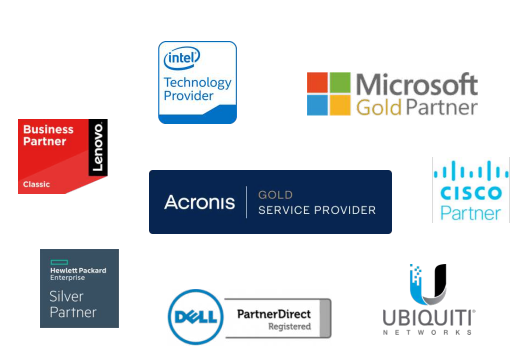 intel
Technology
Provider
Microsoft
Gold Partner
Business
Partner
Lenovo
Classic
Acronis
GOLD
SERVICE PROVIDER
CISCO
Partner
Hewlett Packard
Enterprise
Silver
Partner
DELL
PartnerDirect
Registered
UBIQUITI
NETWORKS